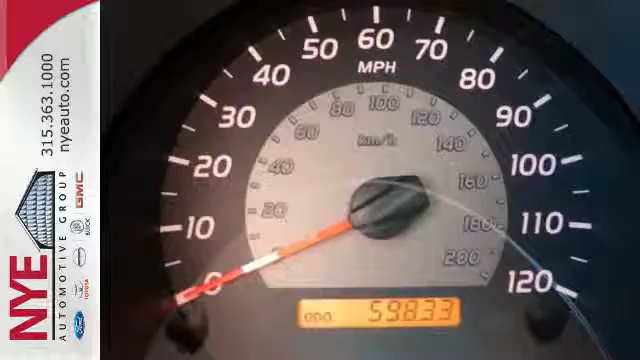 315.363.1000
nyeauto.com
NYE
AUTOMOTIVE GROUP
Ford
TOYOTA
BUICK
GMC
0
10
20
30
40
50
60
70
80
90
100
110
120
MPH
20
40
60
80
100
120
140
160
180
200
km/h
ODO. 59833